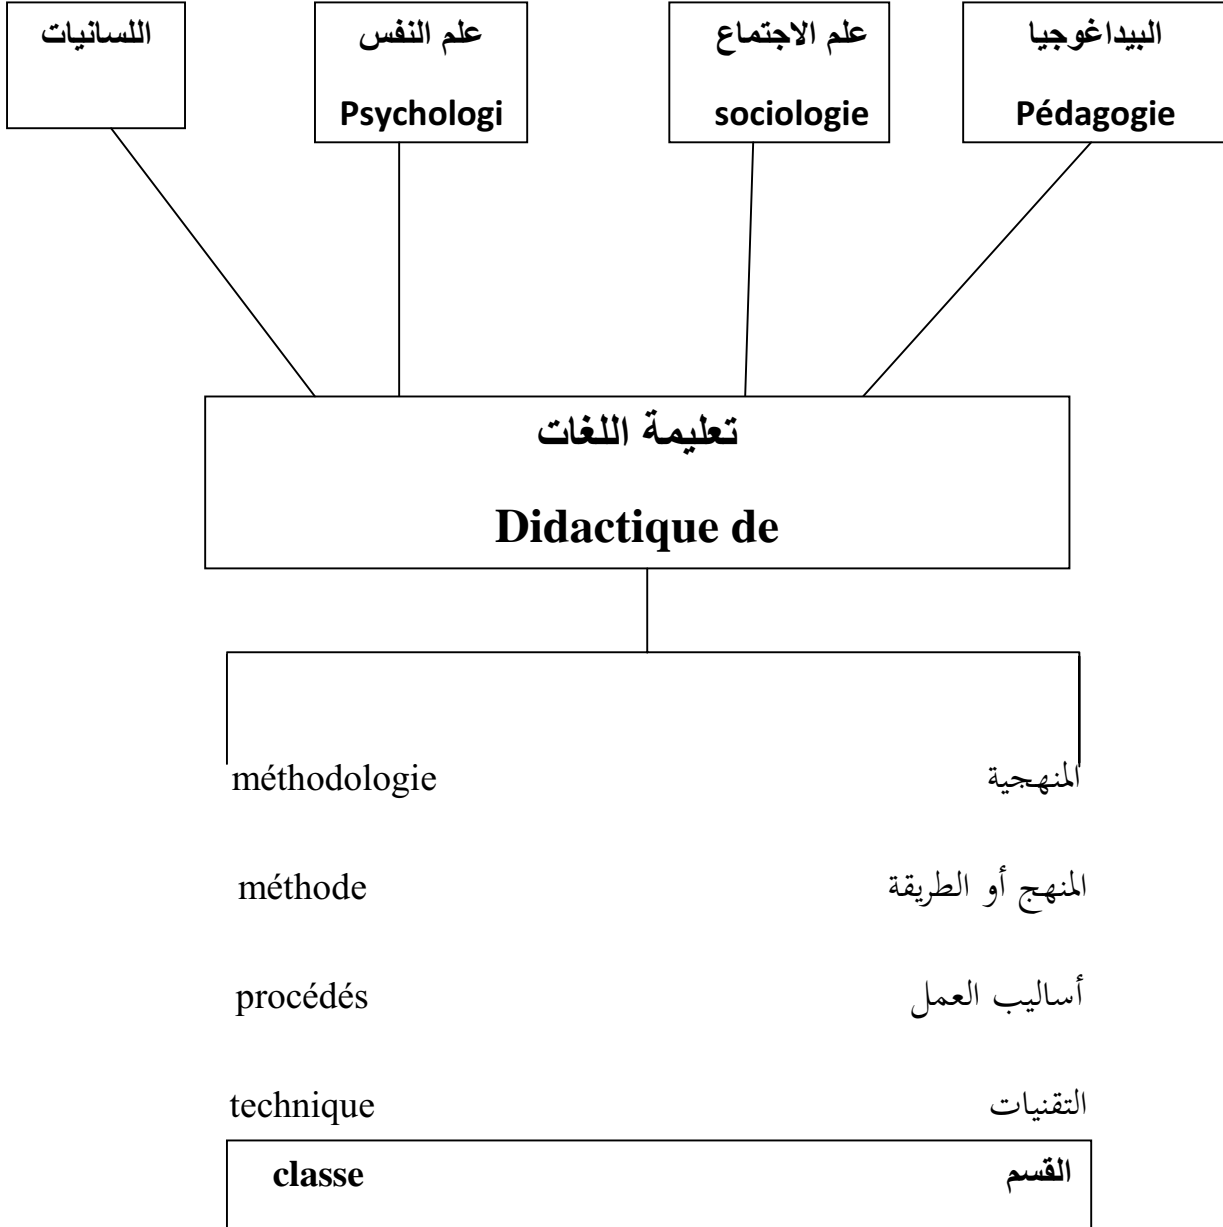 اللسانيات
علم النفس
Psychologi
علم الاجتماع
sociologie
البيداغوجيا
Pédagogie
تعليمة اللغات
Didactique de
méthodologie المنهجية
méthode المنهج أو الطريقة
procédés أساليب العمل
technique التقنيات
classe القسم